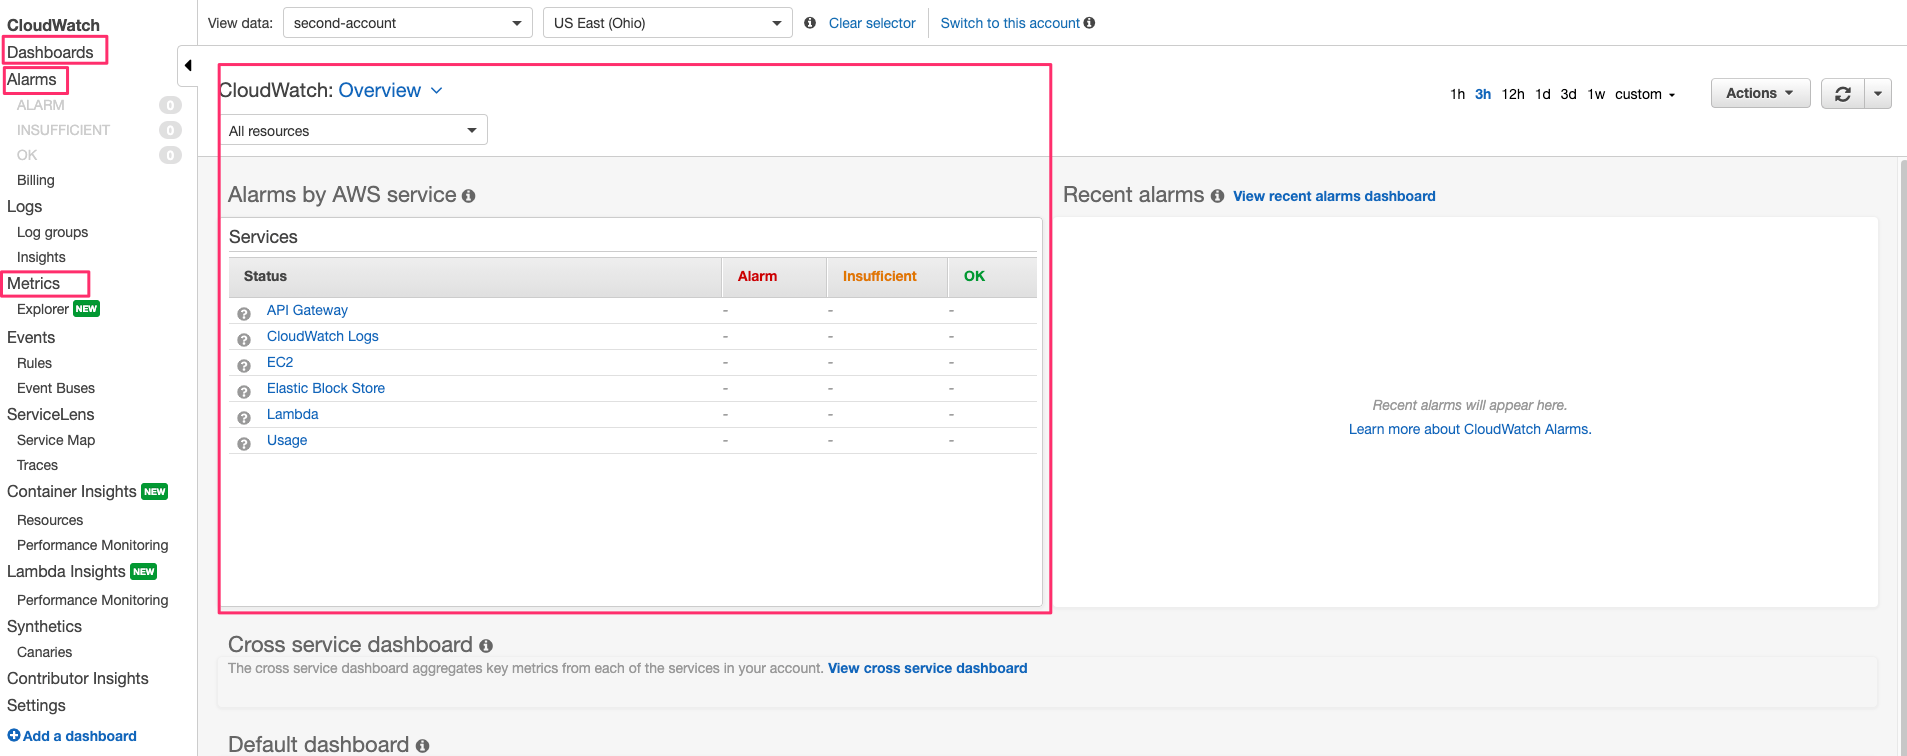 CloudWatch
Dashboards
Alarms
ALARM 0
INSUFFICIENT 0
OK 0
Billing
Logs
Log groups
Insights
Metrics
Explorer NEW
Events
Rules
Event Buses
ServiceLens
Service Map
Traces
Container Insights NEW
Resources
Performance Monitoring
Lambda Insights NEW
Performance Monitoring
Synthetics
Canaries
Contributor Insights
Settings
Add a dashboard
View data: second-account US East (Ohio) Clear selector Switch to this account
CloudWatch: Overview
1h 3h 12h 1d 3d 1w custom Actions
All resources
Alarms by AWS service
Services
Status Alarm Insufficient OK
API Gateway - - -
CloudWatch Logs - - -
EC2 - - -
Elastic Block Store - - -
Lambda - - -
Usage - - -
Recent alarms View recent alarms dashboard
Recent alarms will appear here.
Learn more about CloudWatch Alarms.
Cross service dashboard
The cross service dashboard aggregates key metrics from each of the services in your account. View cross service dashboard
Default dashboard